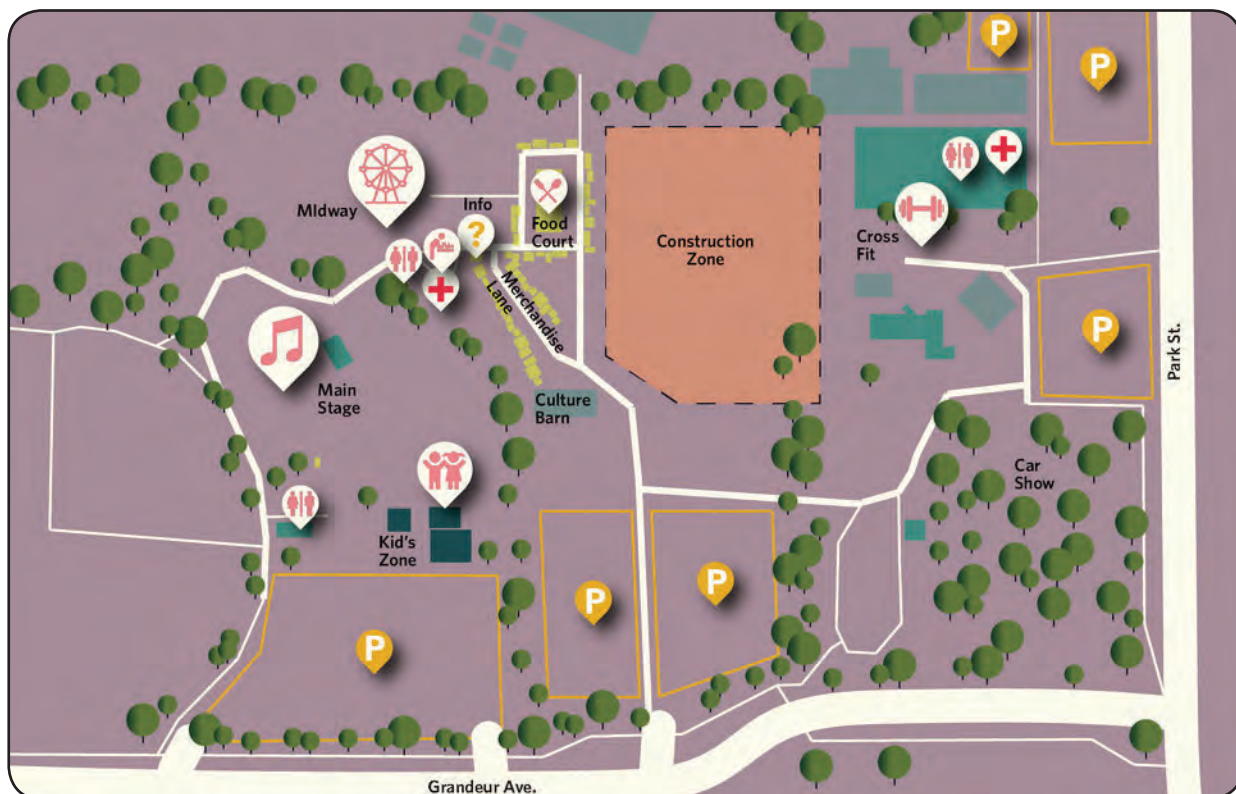 P
P
MIdway
Info
?
Food
Court
Construction
Zone
Cross
Fit
Merchandise
Lane
P
Park St.
Main
Stage
Culture
Barn
Car
Show
Kid's
Zone
P
P
P
Grandeur Ave.